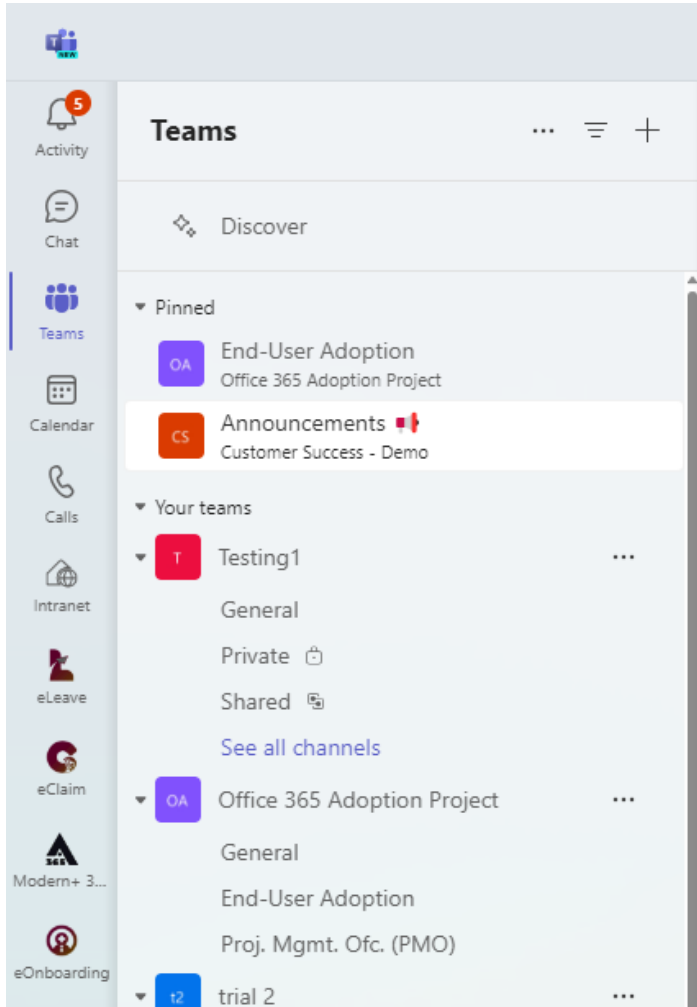 T
NEW
5
Activity
Chat
Teams
Calendar
Calls
Intranet
eLeave
eClaim
365
Modern+ 3...
eOnboarding
Teams
Discover
Pinned
OA
End-User Adoption
Office 365 Adoption Project
CS
Announcements
Customer Success - Demo
Your teams
T
Testing1
General
Private
Shared
See all channels
OA
Office 365 Adoption Project
General
End-User Adoption
Proj. Mgmt. Ofc. (PMO)
t2
trial 2